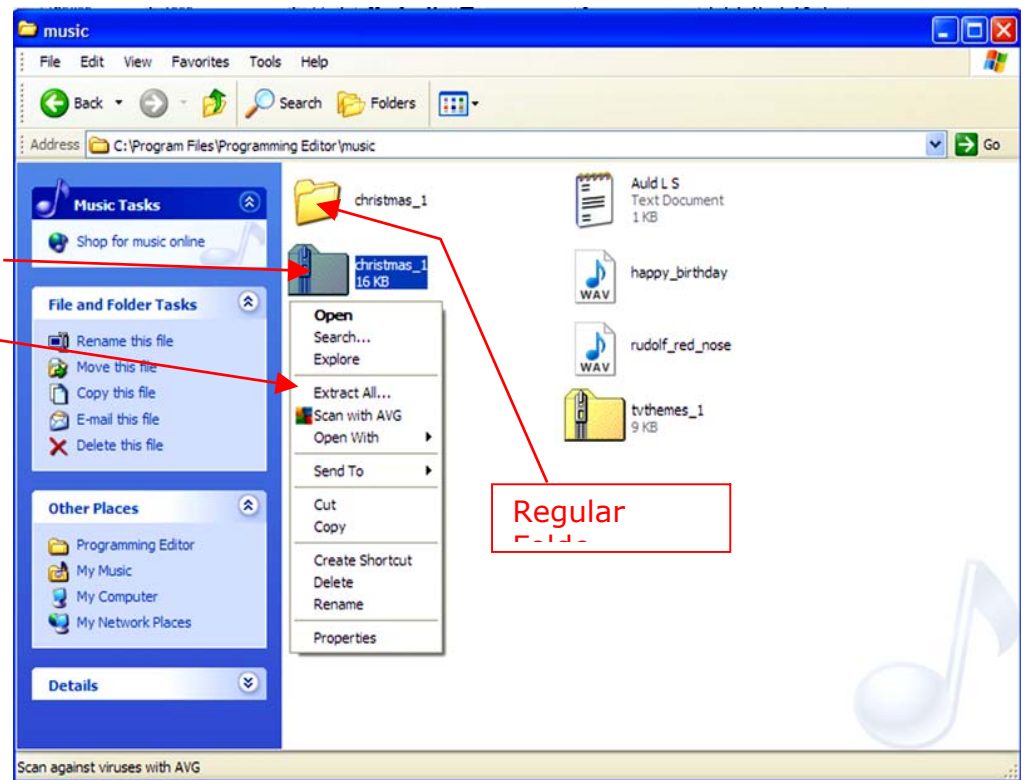 music
File Edit View Favorites Tools Help
Back Search Folders
Address C:\Program Files\Programming Editor\music Go
Music Tasks
Shop for music online
File and Folder Tasks
Rename this file
Move this file
Copy this file
E-mail this file
Delete this file
Other Places
Programming Editor
My Music
My Computer
My Network Places
Details
christmas_1
christmas_1
16 KB
Open
Search...
Explore
Extract All...
Scan with AVG
Open With
Send To
Cut
Copy
Create Shortcut
Delete
Rename
Properties
Auld L S
Text Document
1 KB
WAV
happy_birthday
WAV
rudolf_red_nose
tvthemes_1
9 KB
Regular
Scan against viruses with AVG